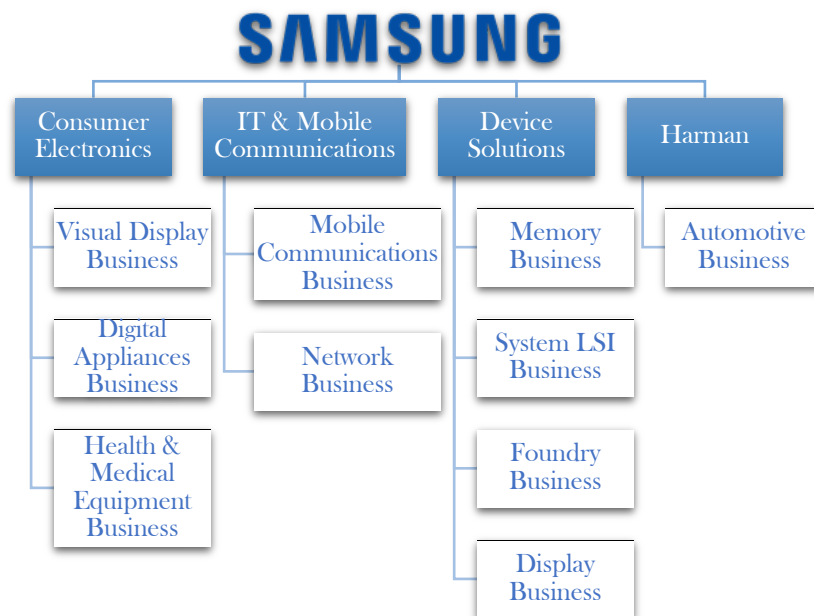 SAMSUNG
Consumer
Electronics
Visual Display
Business
Digital
Appliances
Business
Health &
Medical
Equipment
Business
IT & Mobile
Communications
Mobile
Communications
Business
Network
Business
Device
Solutions
Memory
Business
System LSI
Business
Foundry
Business
Display
Business
Harman
Automotive
Business